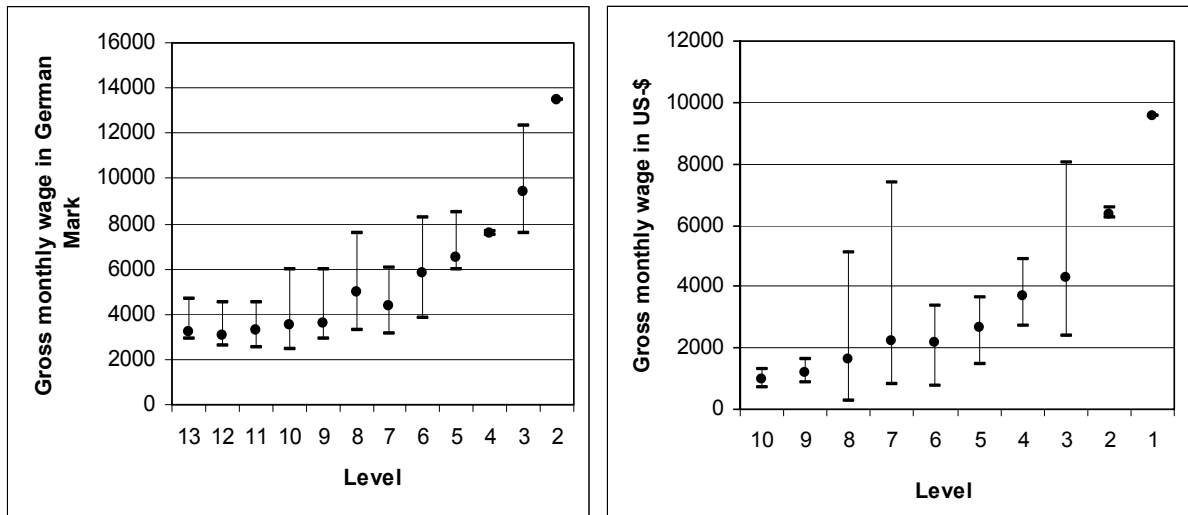 Gross monthly wage in German
Mark
16000
14000
12000
10000
8000
6000
4000
2000
0
13 12 11 10 9 8 7 6 5 4 3 2
Level
Gross monthly wage in US-$
12000
10000
8000
6000
4000
2000
0
10 9 8 7 6 5 4 3 2 1
Level